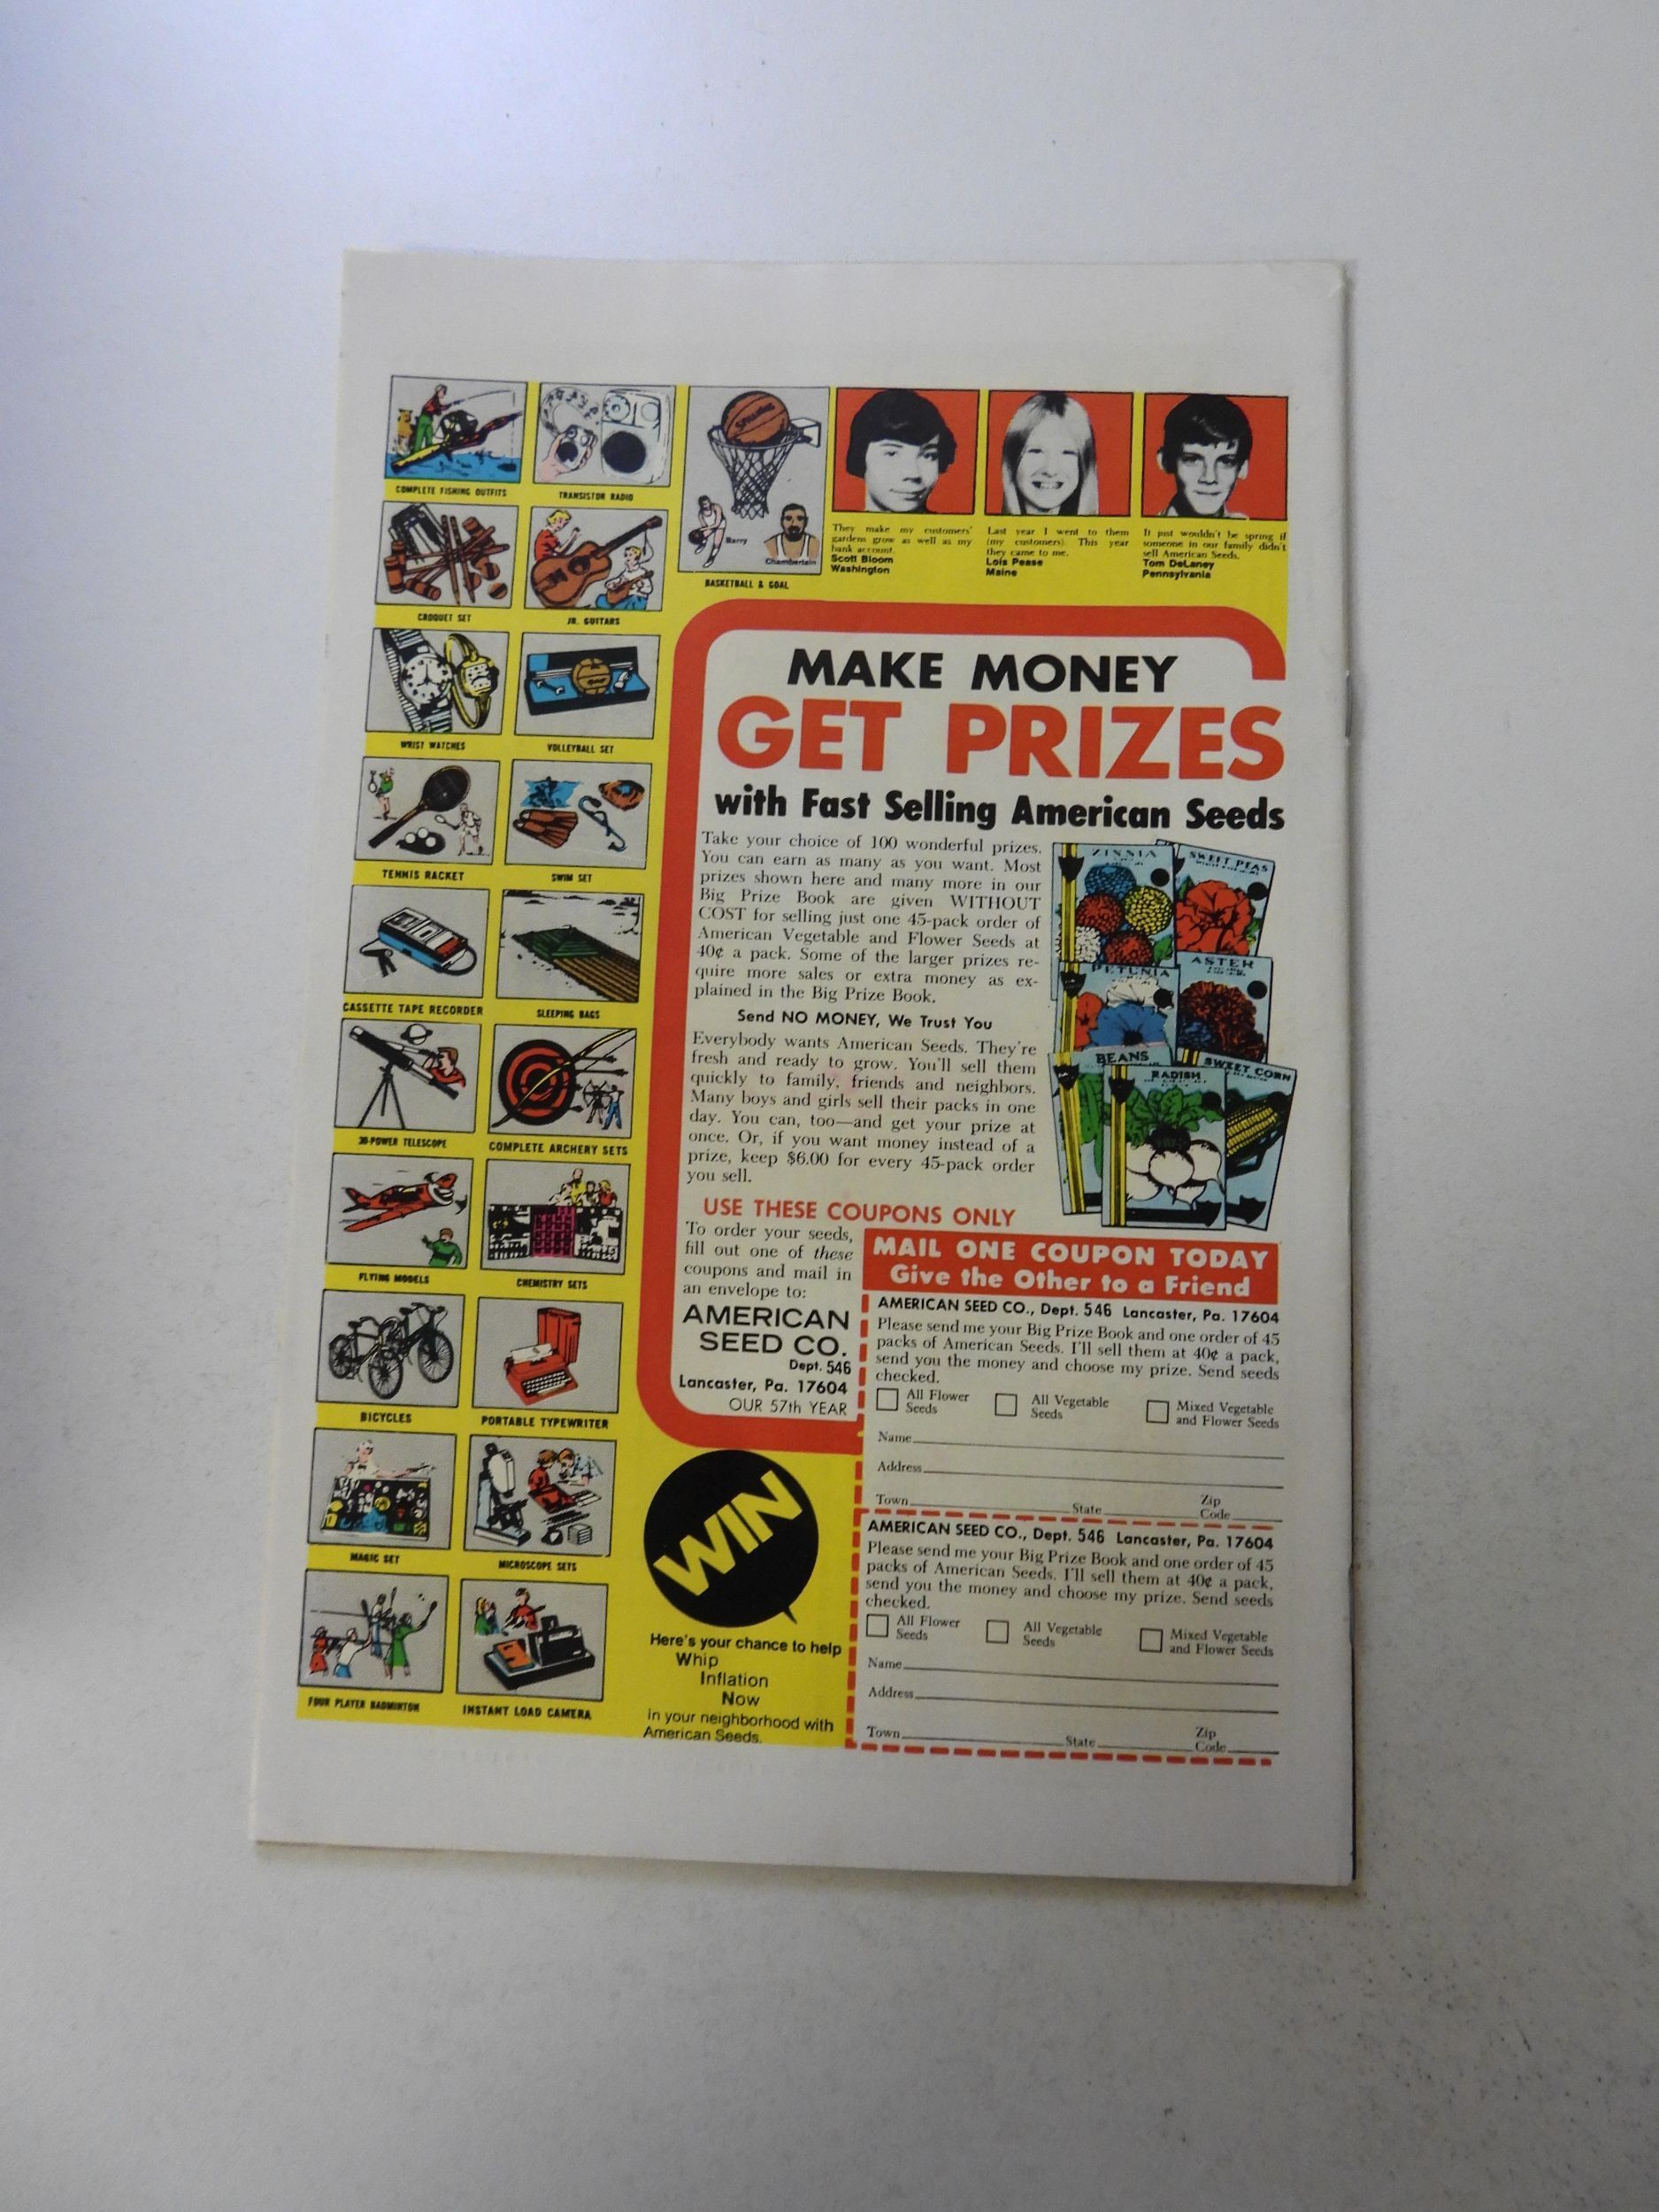 COMPLETE FISHING OUTFITS
TRANSISTOR RADIO
CROQUET SET
JR. GUITARS
WRIST WATCHES
VOLLEYBALL SET
TENNIS RACKET
SWIM SET
CASSETTE TAPE RECORDER
SLEEPING BAGS
30-POWER TELESCOPE
COMPLETE ARCHERY SETS
FLYING MODELS
CHEMISTRY SETS
BICYCLES
PORTABLE TYPEWRITER
MAGIC SET
MICROSCOPE SETS
FOUR PLAYER BADMINTON
INSTANT LOAD CAMERA
SPALDING
Barry
Chamberlain
BASKETBALL & GOAL
They make my customers'
gardens grow as well as my
bank account.
Scott Bloom
Washington
Last year I went to them
(my customers). This year
they came to me.
Lois Pease
Maine
It just wouldn't be spring if
someone in our family didn't
sell American Seeds.
Tom DeLaney
Pennsylvania
MAKE MONEY
GET PRIZES
with Fast Selling American Seeds
Take your choice of 100 wonderful prizes.
You can earn as many as you want. Most
prizes shown here and many more in our
Big Prize Book are given WITHOUT
COST for selling just one 45-pack order of
American Vegetable and Flower Seeds at
40¢ a pack. Some of the larger prizes re-
quire more sales or extra money as ex-
plained in the Big Prize Book.
Send NO MONEY, We Trust You
Everybody wants American Seeds. They're
fresh and ready to grow. You'll sell them
quickly to family, friends and neighbors.
Many boys and girls sell their packs in one
day. You can, too—and get your prize at
once. Or, if you want money instead of a
prize, keep $6.00 for every 45-pack order
you sell.
ZINNIA
SWEET PEAS
PETUNIA
ASTER
BEANS
RADISH
SWEET CORN
USE THESE COUPONS ONLY
To order your seeds,
fill out one of these
coupons and mail in
an envelope to:
AMERICAN
SEED CO.
Dept. 546
Lancaster, Pa. 17604
OUR 57th YEAR
MAIL ONE COUPON TODAY
Give the Other to a Friend
AMERICAN SEED CO., Dept. 546 Lancaster, Pa. 17604
Please send me your Big Prize Book and one order of 45
packs of American Seeds. I'll sell them at 40¢ a pack,
send you the money and choose my prize. Send seeds
checked.
All Flower
Seeds
All Vegetable
Seeds
Mixed Vegetable
and Flower Seeds
Name
Address
Town State Zip
Code
AMERICAN SEED CO., Dept. 546 Lancaster, Pa. 17604
Please send me your Big Prize Book and one order of 45
packs of American Seeds. I'll sell them at 40¢ a pack,
send you the money and choose my prize. Send seeds
checked.
All Flower
Seeds
All Vegetable
Seeds
Mixed Vegetable
and Flower Seeds
Name
Address
Town State Zip
Code
WIN
Here's your chance to help
Whip
Inflation
Now
in your neighborhood with
American Seeds.